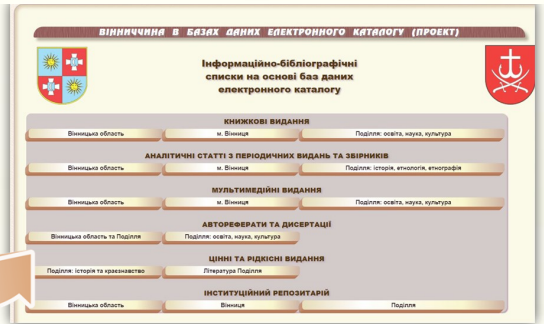 ВІННИЧЧИНА В БАЗАХ ДАНИХ ЕЛЕКТРОННОГО КАТАЛОГУ (ПРОЕКТ)
Інформаційно-бібліографічні
списки на основі баз даних
електронного каталогу
КНИЖКОВІ ВИДАННЯ
Вінницька область м. Вінниця Поділля: освіта, наука, культура
АНАЛІТИЧНІ СТАТТІ З ПЕРІОДИЧНИХ ВИДАНЬ ТА ЗБІРНИКІВ
Вінницька область м. Вінниця Поділля: історія, етнологія, етнографія
МУЛЬТИМЕДІЙНІ ВИДАННЯ
Вінницька область м. Вінниця Поділля: освіта, наука, культура
АВТОРЕФЕРАТИ ТА ДИСЕРТАЦІЇ
Вінницька область та Поділля Поділля: освіта, наука, культура
ЦІННІ ТА РІДКІСНІ ВИДАННЯ
Поділля: історія та краєзнавство Література Поділля
ІНСТИТУЦІЙНИЙ РЕПОЗИТАРІЙ
Вінницька область Вінниця Поділля